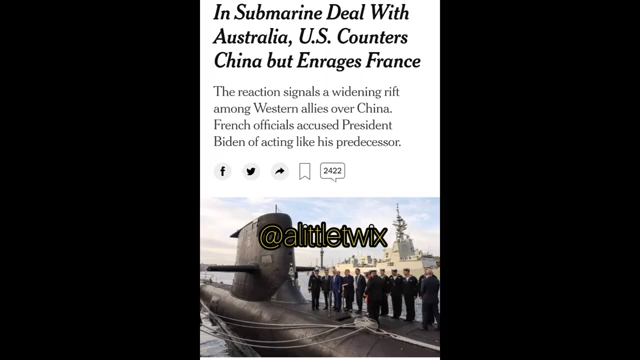 In Submarine Deal With
Australia, U.S. Counters
China but Enrages France
The reaction signals a widening rift
among Western allies over China.
French officials accused President
Biden of acting like his predecessor.
2422
@alittletwix